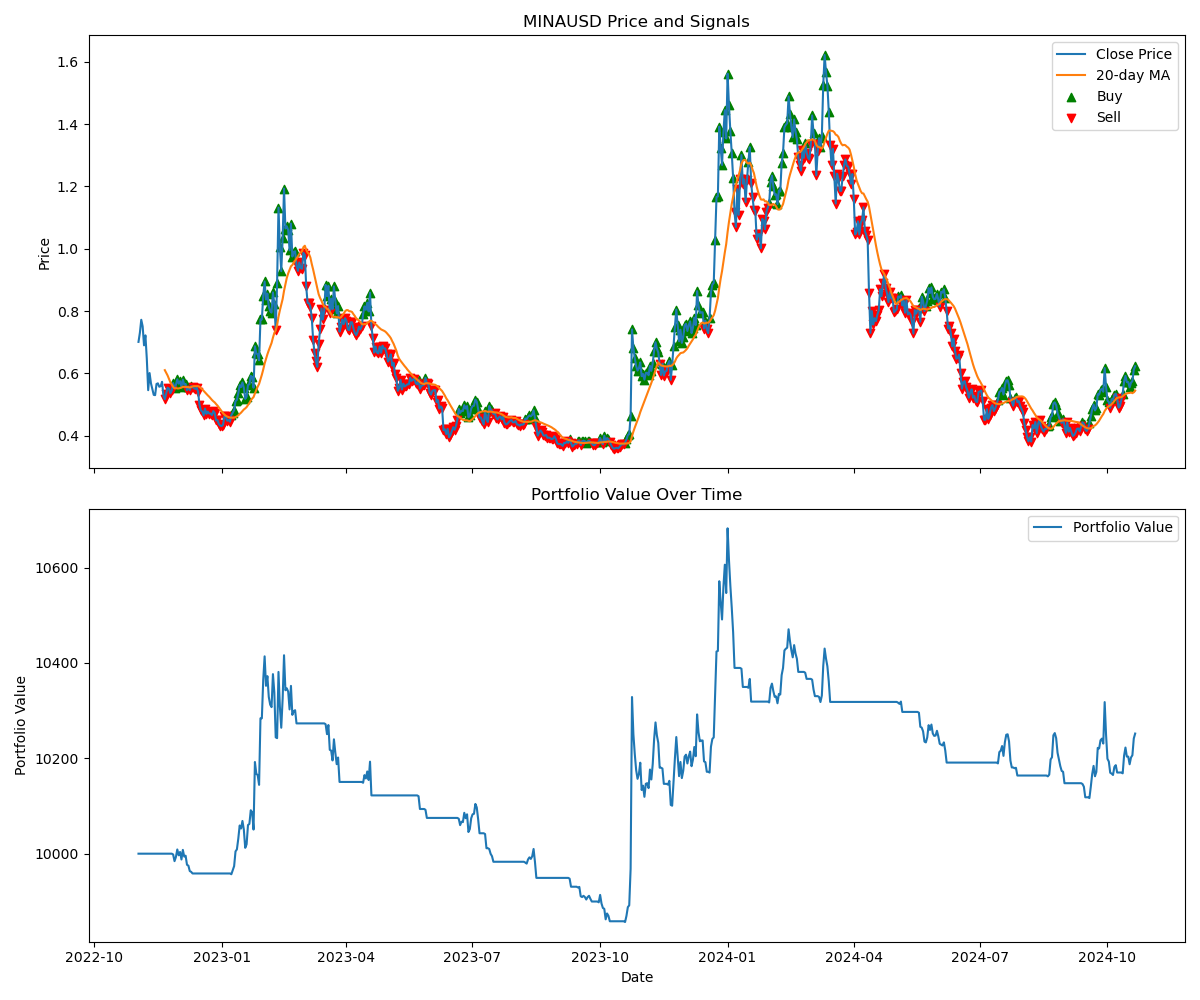 MINAUSD Price and Signals
Close Price
20-day MA
Buy
Sell
Price
1.6
1.4
1.2
1.0
0.8
0.6
0.4
Portfolio Value Over Time
Portfolio Value
Portfolio Value
10600
10400
10200
10000
2022-10
2023-01
2023-04
2023-07
2023-10
2024-01
2024-04
2024-07
2024-10
Date